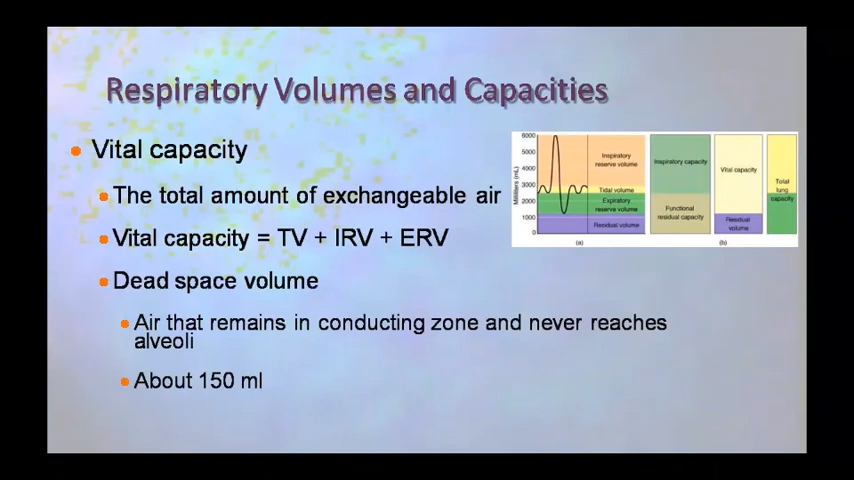 Respiratory Volumes and Capacities
Vital capacity
The total amount of exchangeable air
Vital capacity = TV + IRV + ERV
Dead space volume
Air that remains in conducting zone and never reaches
alveoli
About 150 ml
Milliliters (mL)
6000
5000
4000
3000
2000
1000
0
Inspiratory
reserve volume
Tidal volume
Expiratory
reserve volume
Residual volume
(a)
Inspiratory capacity
Functional
residual capacity
Vital capacity
Residual
volume
Total
lung
capacity
(b)